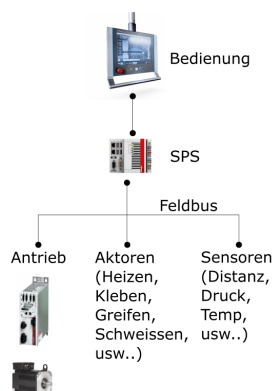 Bedienung
SPS
Feldbus
Antrieb
Aktoren
(Heizen,
Kleben,
Greifen,
Schweissen,
usw..)
Sensoren
(Distanz,
Druck,
Temp,
usw..)